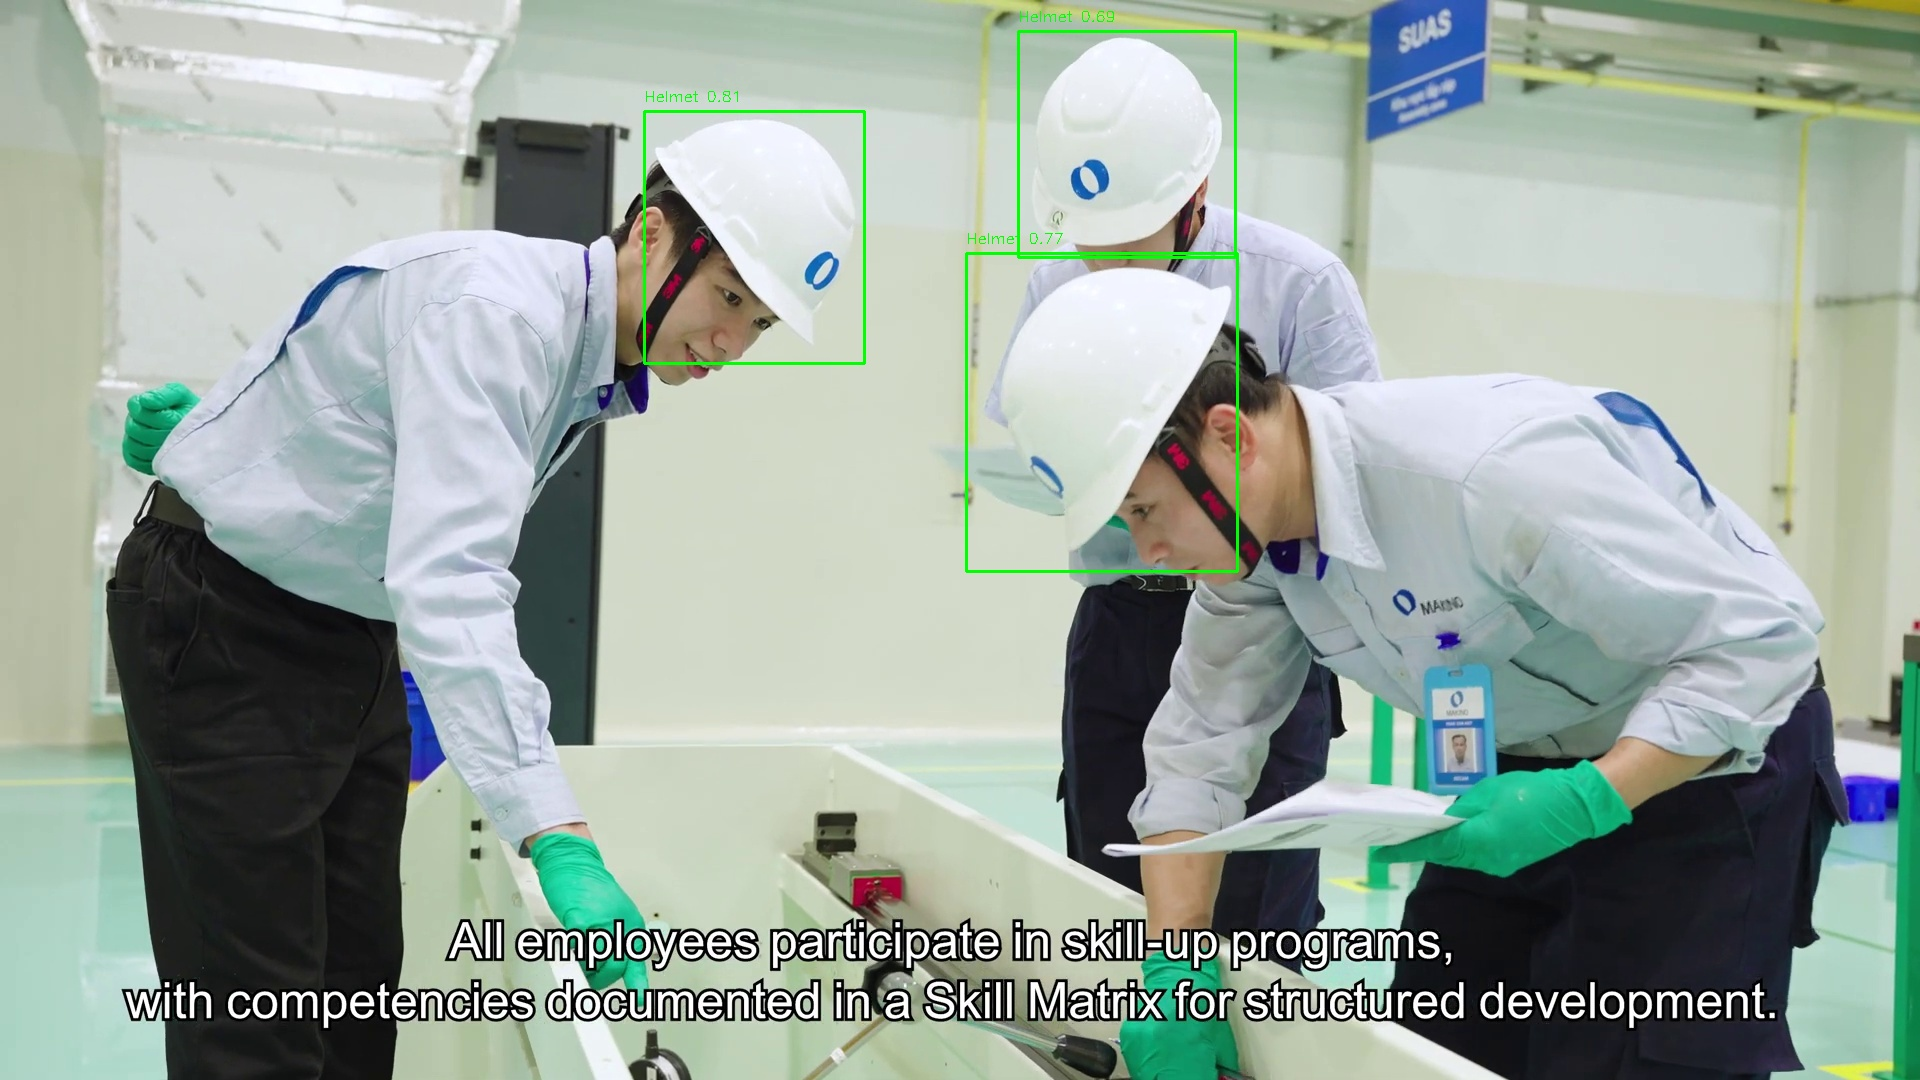 Helmet 0.69
SUAS
Helmet 0.81
Helmet 0.77
MAKINO
MAKINO
All employees participate in skill-up programs,
with competencies documented in a Skill Matrix for structured development.